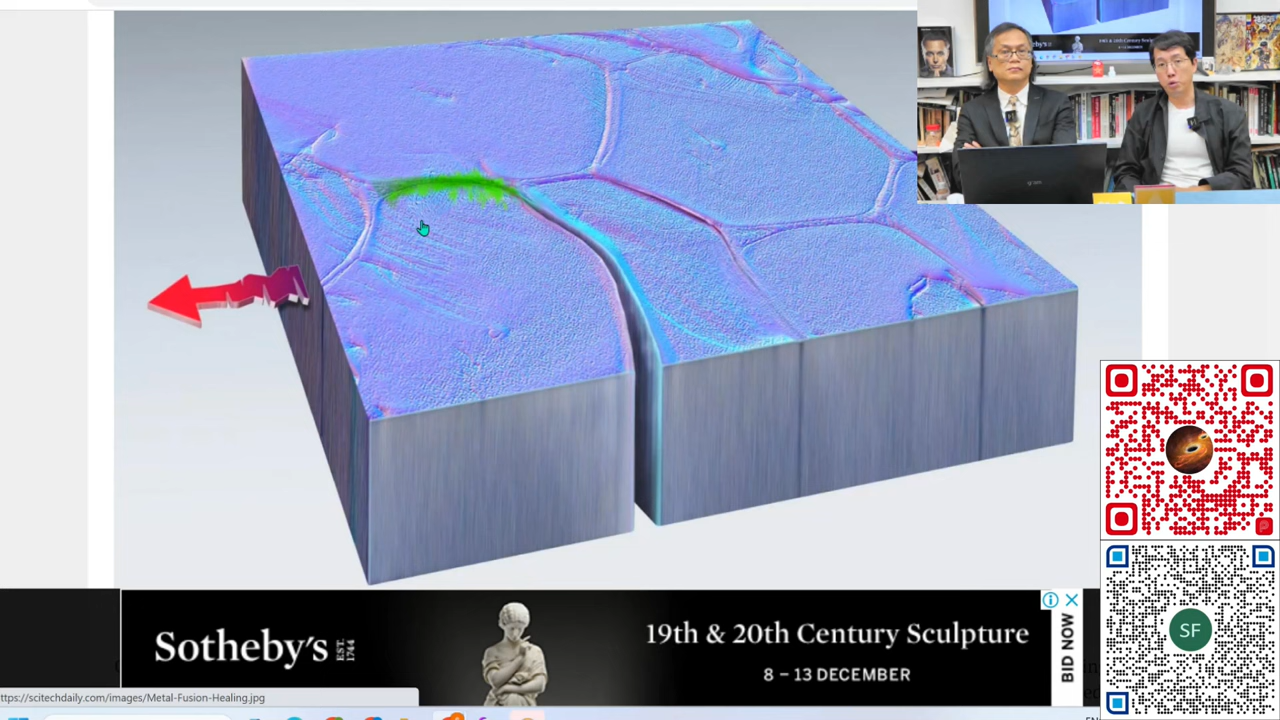 Sotheby's
EST.
1744
19th & 20th Century Sculpture
8 – 13 DECEMBER
BID NOW
ttps://scitechdaily.com/images/Metal-Fusion-Healing.jpg
SF